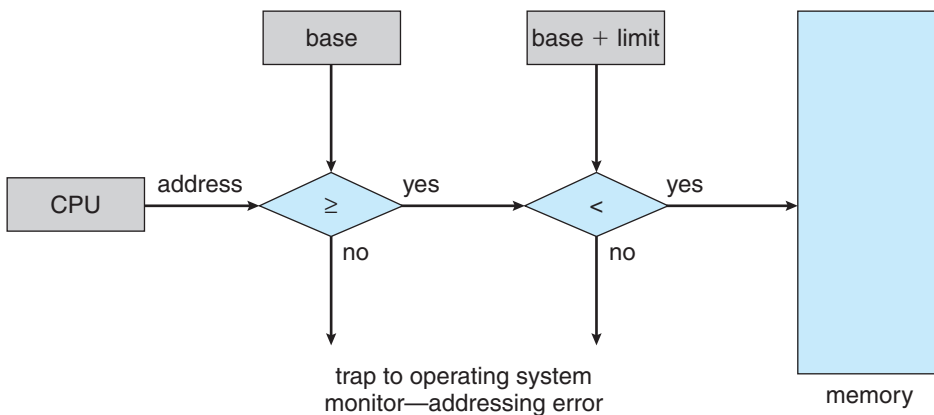 base
base + limit
CPU
address
≥
yes
<
yes
no
no
trap to operating system
monitor—addressing error
memory